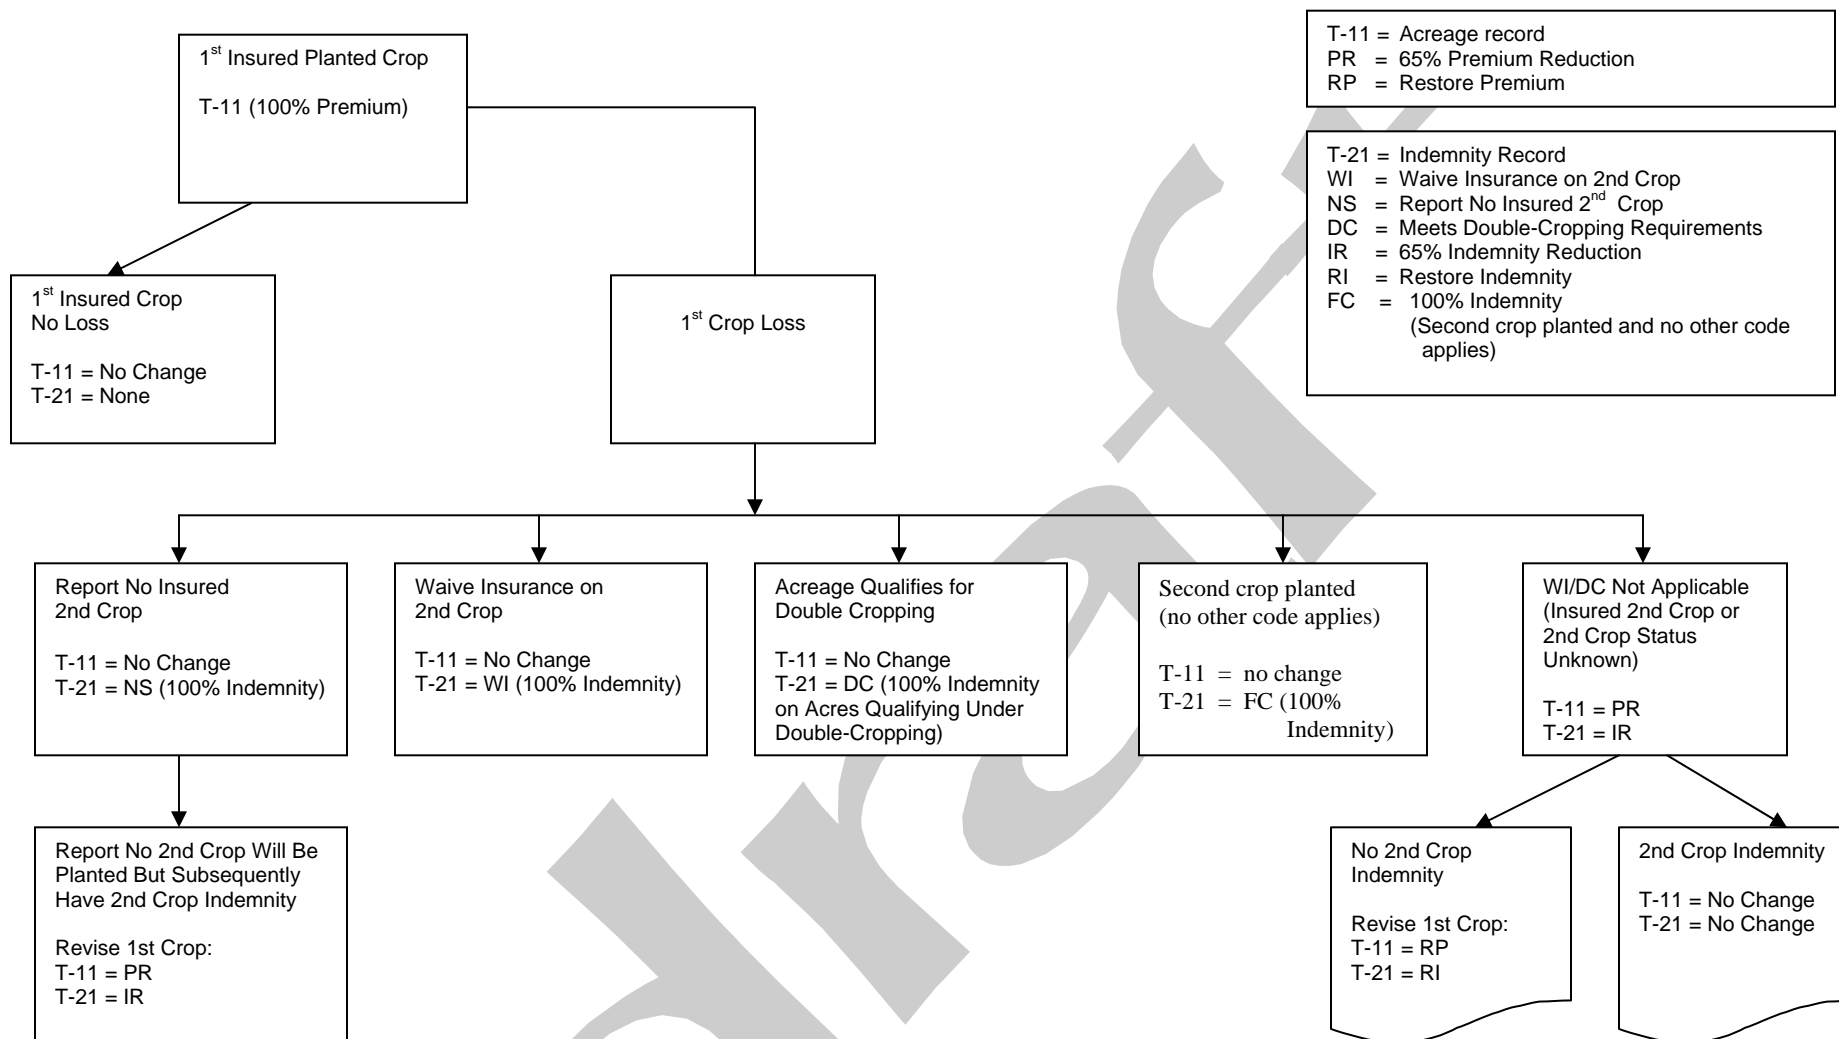 1st Insured Planted Crop
T-11 (100% Premium)
T-11 = Acreage record
PR = 65% Premium Reduction
RP = Restore Premium
T-21 = Indemnity Record
WI = Waive Insurance on 2nd Crop
NS = Report No Insured 2nd Crop
DC = Meets Double-Cropping Requirements
IR = 65% Indemnity Reduction
RI = Restore Indemnity
FC = 100% Indemnity
(Second crop planted and no other code
applies)
1st Insured Crop
No Loss
T-11 = No Change
T-21 = None
1st Crop Loss
Report No Insured
2nd Crop
T-11 = No Change
T-21 = NS (100% Indemnity)
Waive Insurance on
2nd Crop
T-11 = No Change
T-21 = WI (100% Indemnity)
Acreage Qualifies for
Double Cropping
T-11 = No Change
T-21 = DC (100% Indemnity
on Acres Qualifying Under
Double-Cropping)
Second crop planted
(no other code applies)
T-11 = no change
T-21 = FC (100%
Indemnity)
WI/DC Not Applicable
(Insured 2nd Crop or
2nd Crop Status
Unknown)
T-11 = PR
T-21 = IR
Report No 2nd Crop Will Be
Planted But Subsequently
Have 2nd Crop Indemnity
Revise 1st Crop:
T-11 = PR
T-21 = IR
No 2nd Crop
Indemnity
Revise 1st Crop:
T-11 = RP
T-21 = RI
2nd Crop Indemnity
T-11 = No Change
T-21 = No Change
draft